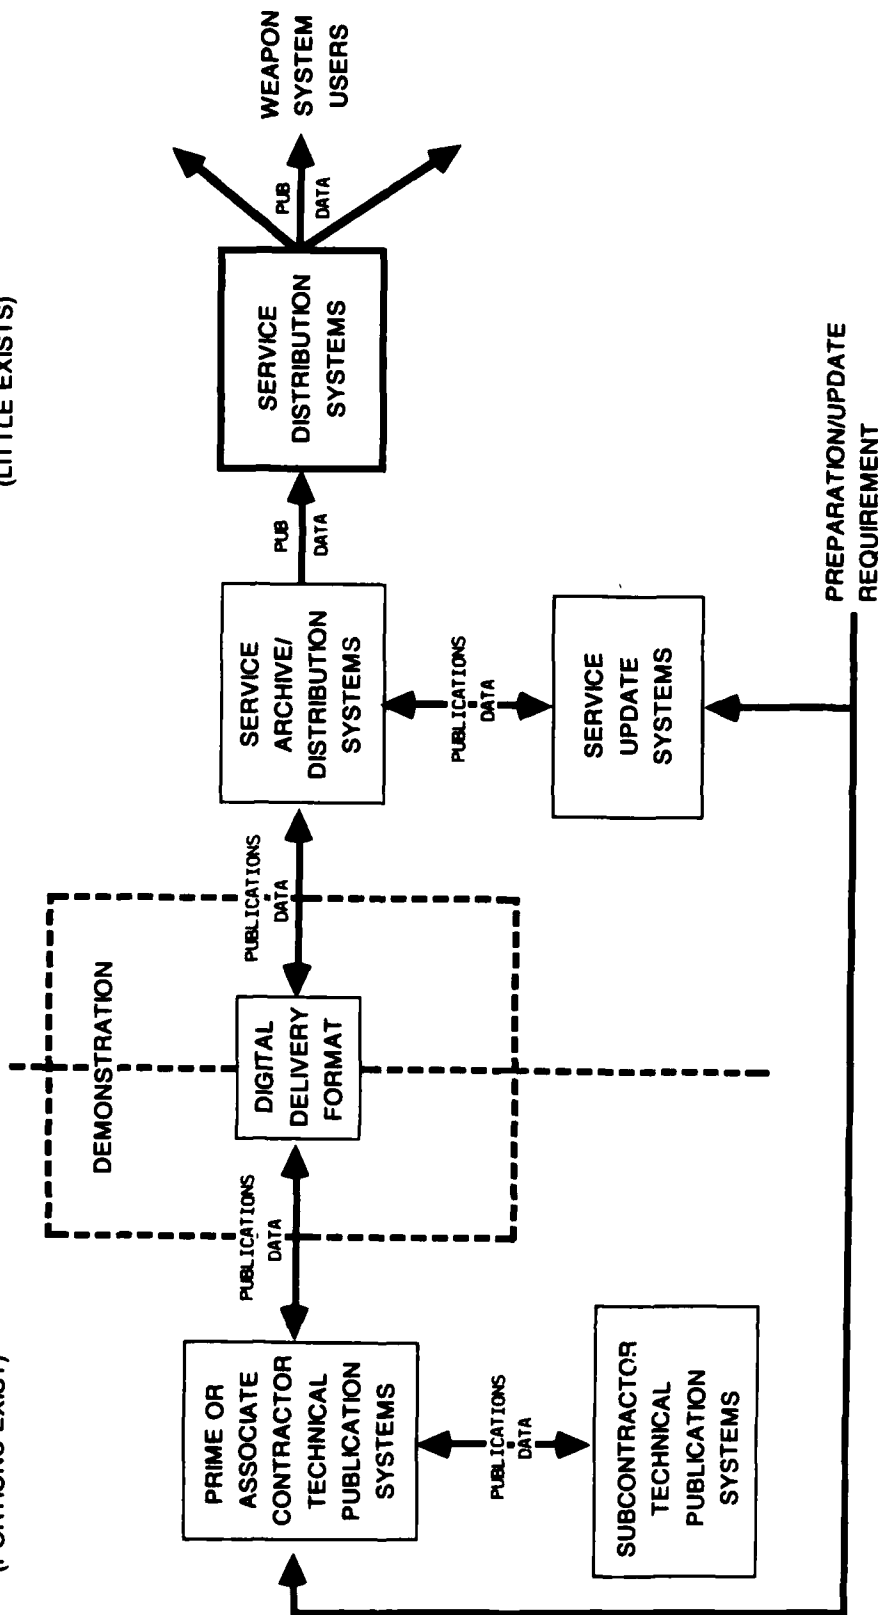 (PORTIONS EXIST)
(LITTLE EXISTS)
DEMONSTRATION
PRIME OR
ASSOCIATE
CONTRACTOR
TECHNICAL
PUBLICATION
SYSTEMS
PUBLICATIONS
DATA
DIGITAL
DELIVERY
FORMAT
PUBLICATIONS
DATA
SERVICE
ARCHIVE/
DISTRIBUTION
SYSTEMS
PUB
DATA
SERVICE
DISTRIBUTION
SYSTEMS
PUB
DATA
WEAPON
SYSTEM
USERS
PUBLICATIONS
DATA
PUBLICATIONS
DATA
SUBCONTRACTOR
TECHNICAL
PUBLICATION
SYSTEMS
SERVICE
UPDATE
SYSTEMS
PREPARATION/UPDATE
REQUIREMENT